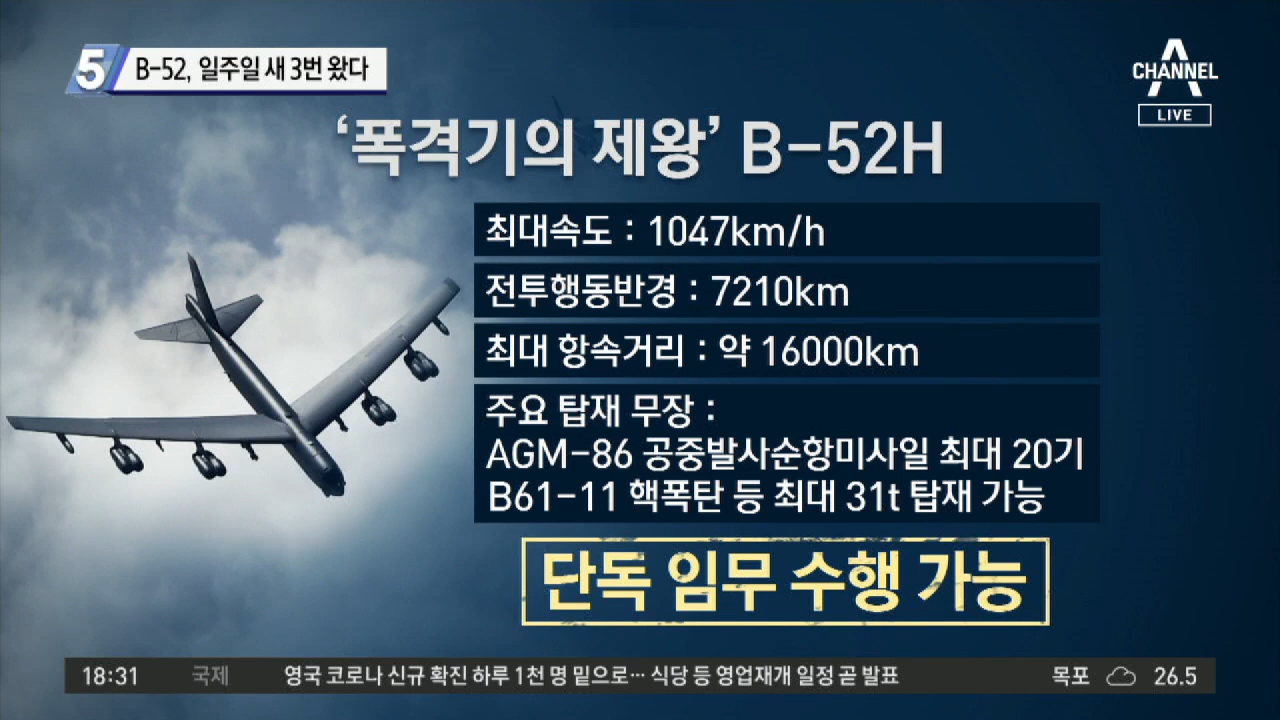 5 B-52, 일주일 새 3번 왔다
CHANNEL A
LIVE
‘폭격기의 제왕’ B-52H
최대속도 : 1047km/h
전투행동반경 : 7210km
최대 항속거리 : 약 16000km
주요 탑재 무장 :
AGM-86 공중발사순항미사일 최대 20기
B61-11 핵폭탄 등 최대 31t 탑재 가능
단독 임무 수행 가능
18:31 국제 영국 코로나 신규 확진 하루 1천 명 밑으로… 식당 등 영업재개 일정 곧 발표 목포 26.5